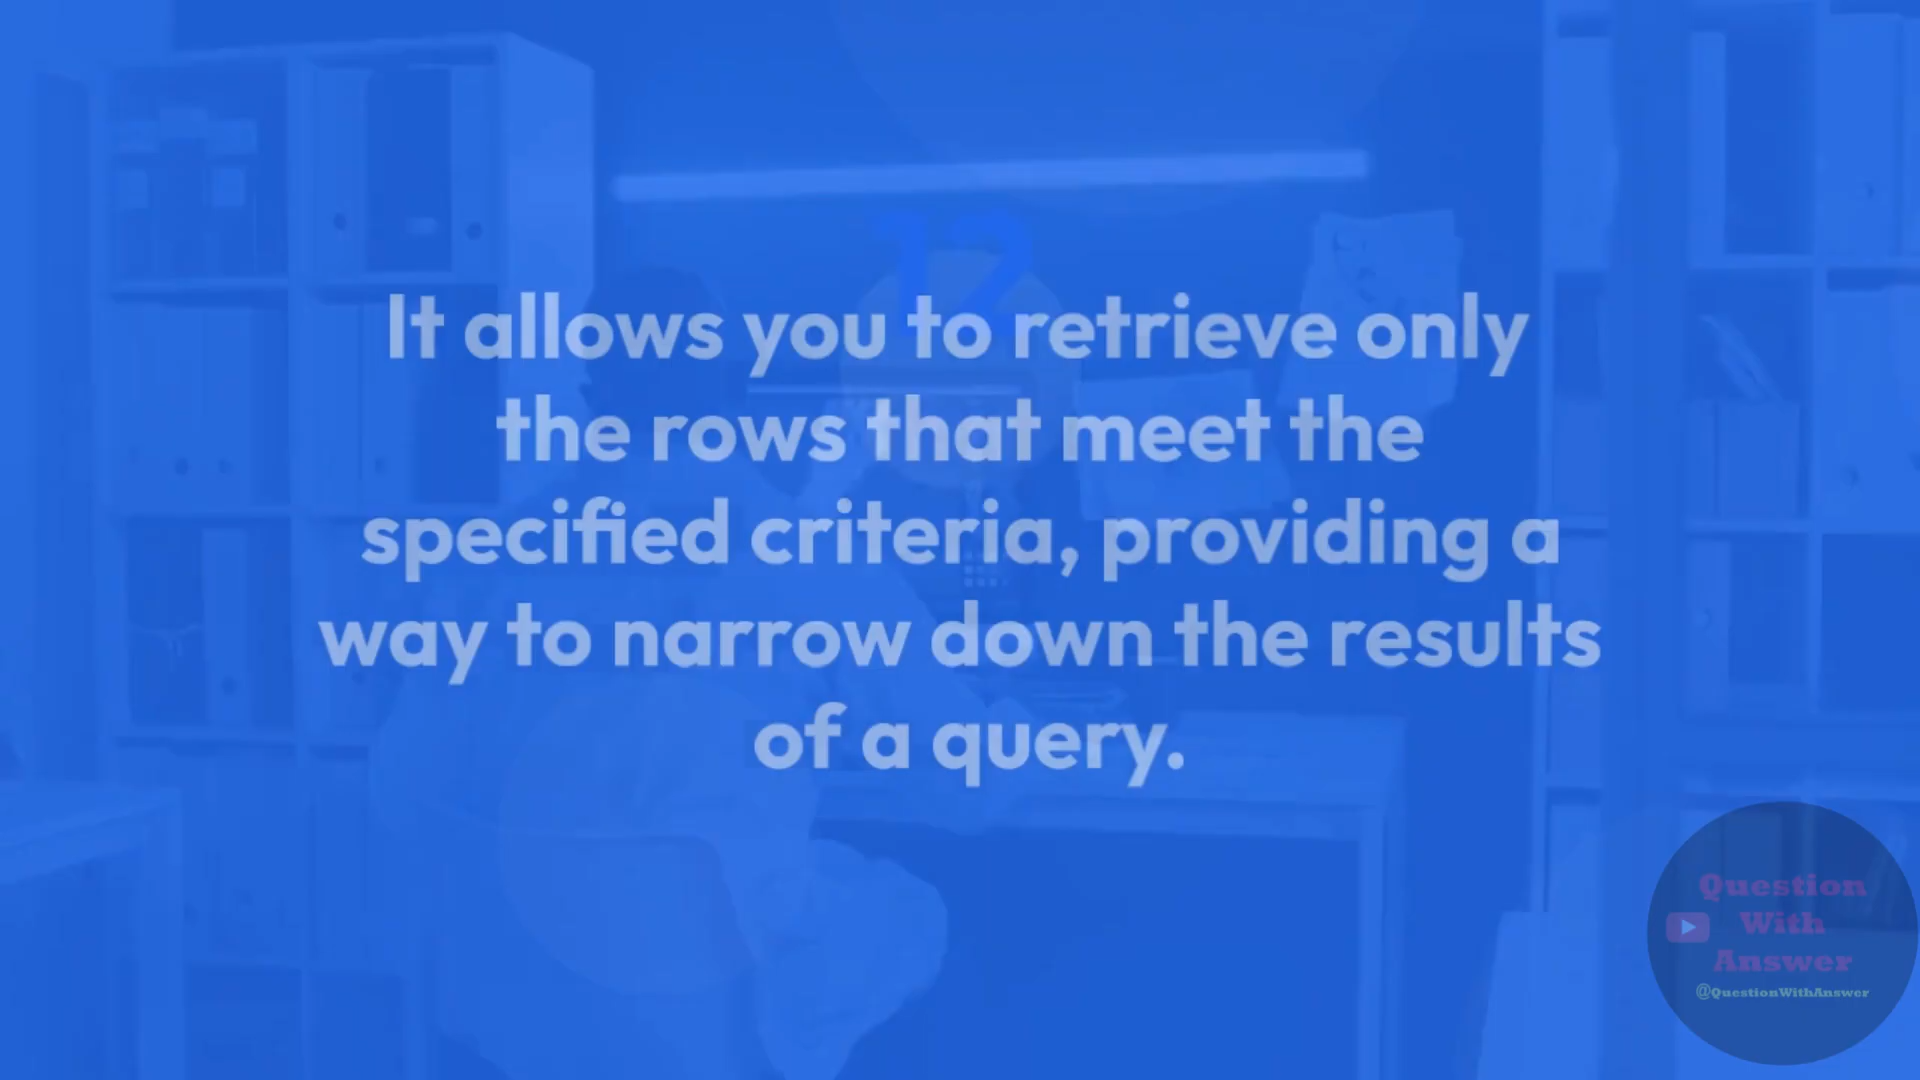 12
It allows you to retrieve only
the rows that meet the
specified criteria, providing a
way to narrow down the results
of a query.
Question
With
Answer
@QuestionWithAnswer